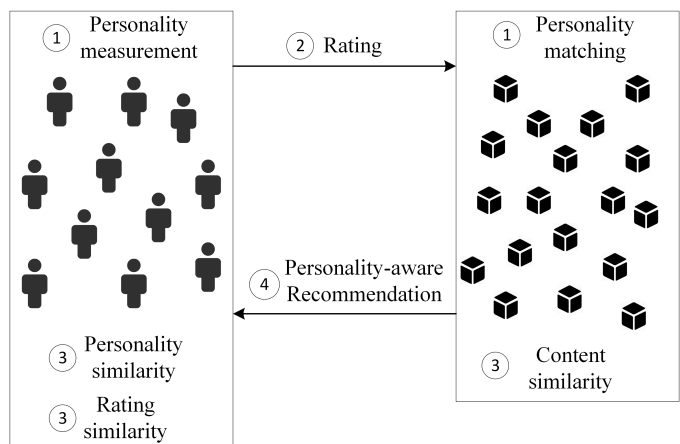 1 Personality
measurement
2 Rating
1 Personality
matching
4 Personality-aware
Recommendation
3 Personality
similarity
3 Rating
similarity
3 Content
similarity